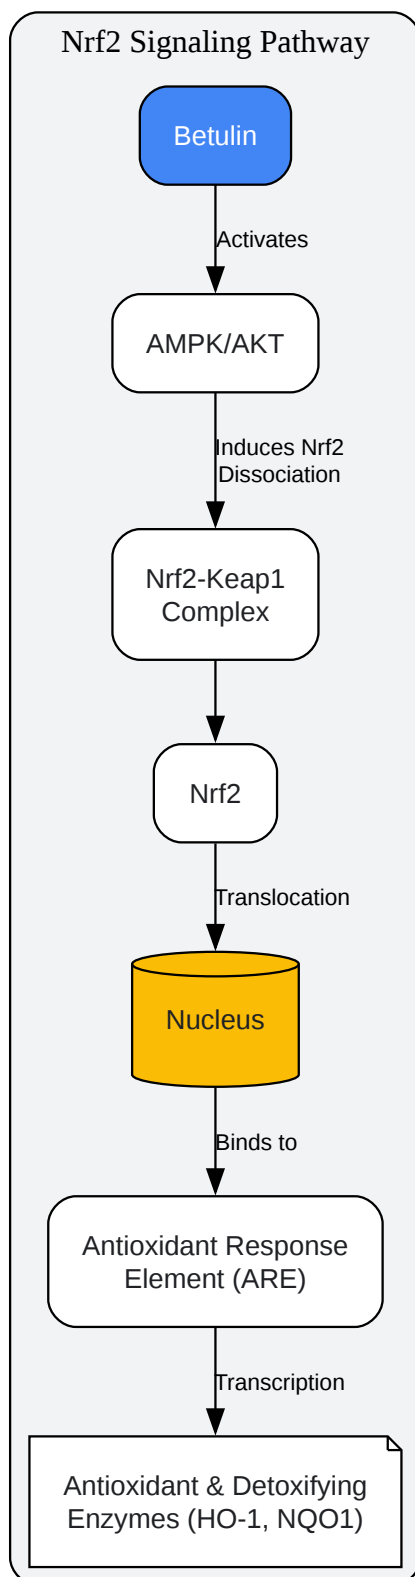 Nrf2 Signaling Pathway
Betulin
Activates
AMPK/AKT
Induces Nrf2
Dissociation
Nrf2-Keap1
Complex
Nrf2
Translocation
Nucleus
Binds to
Antioxidant Response
Element (ARE)
Transcription
Antioxidant & Detoxifying
Enzymes (HO-1, NQO1)